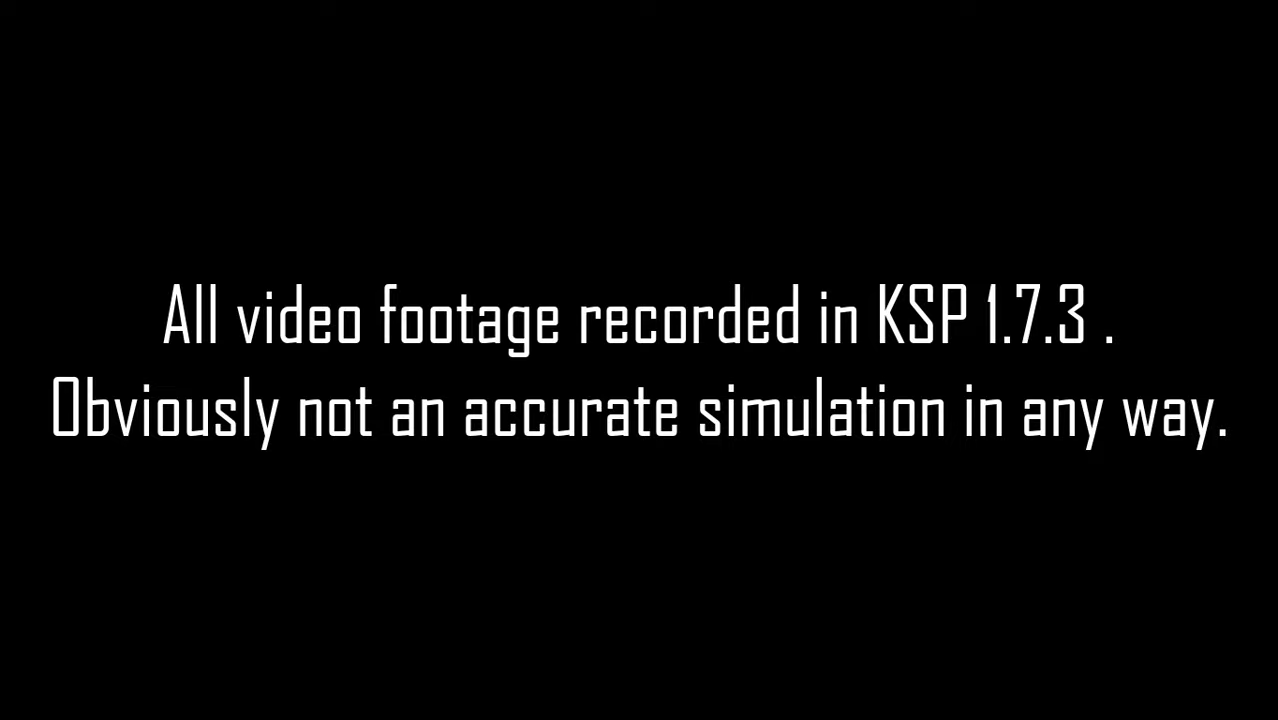 All video footage recorded in KSP 1.7.3 .
Obviously not an accurate simulation in any way.